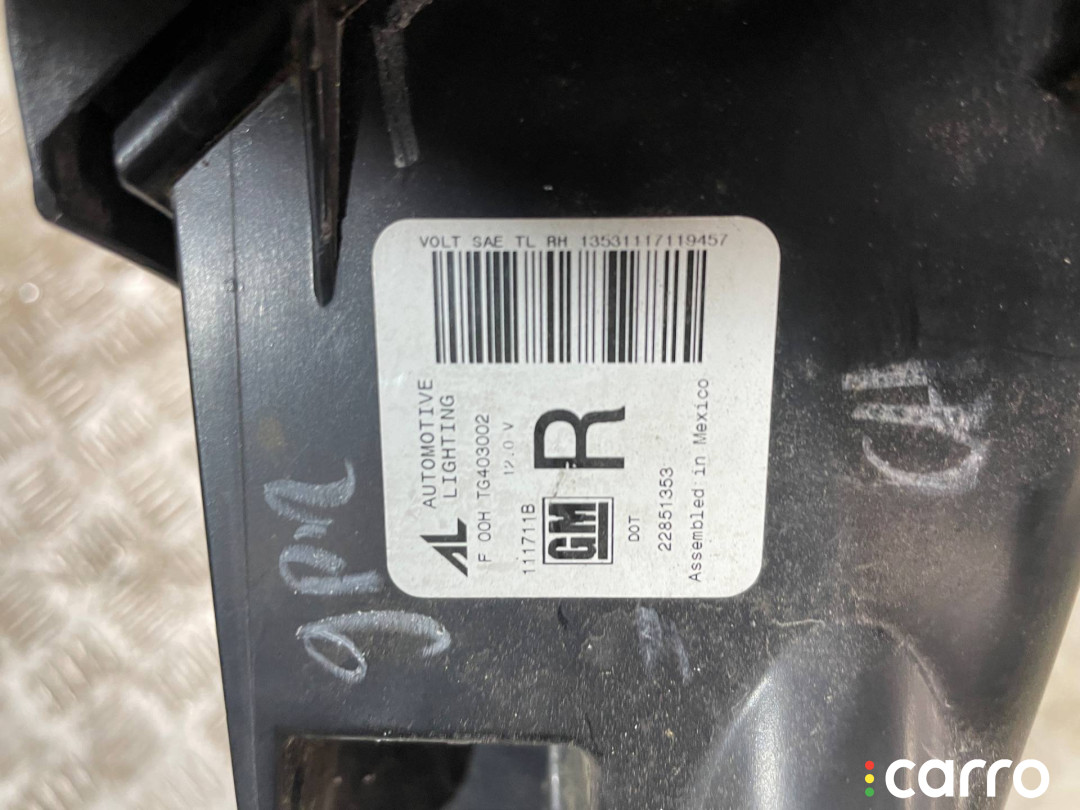 VOLT SAE TL RH 13531117119457
AL AUTOMOTIVE
LIGHTING
F 00H TG403002
111711B 12.0 V
GM R
DOT
22851353
Assembled in Mexico
carro